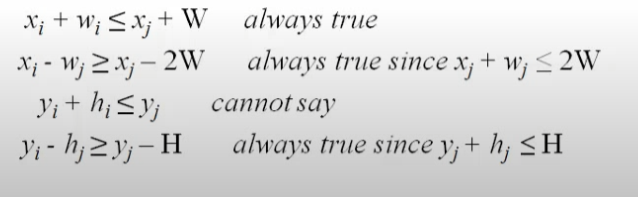 xᵢ + wᵢ ≤ xⱼ + W always true
xᵢ - wⱼ ≥ xⱼ – 2W always true since xⱼ + wⱼ ≤ 2W
yᵢ + hᵢ ≤ yⱼ cannot say
yᵢ - hⱼ ≥ yⱼ – H always true since yⱼ + hⱼ ≤ H